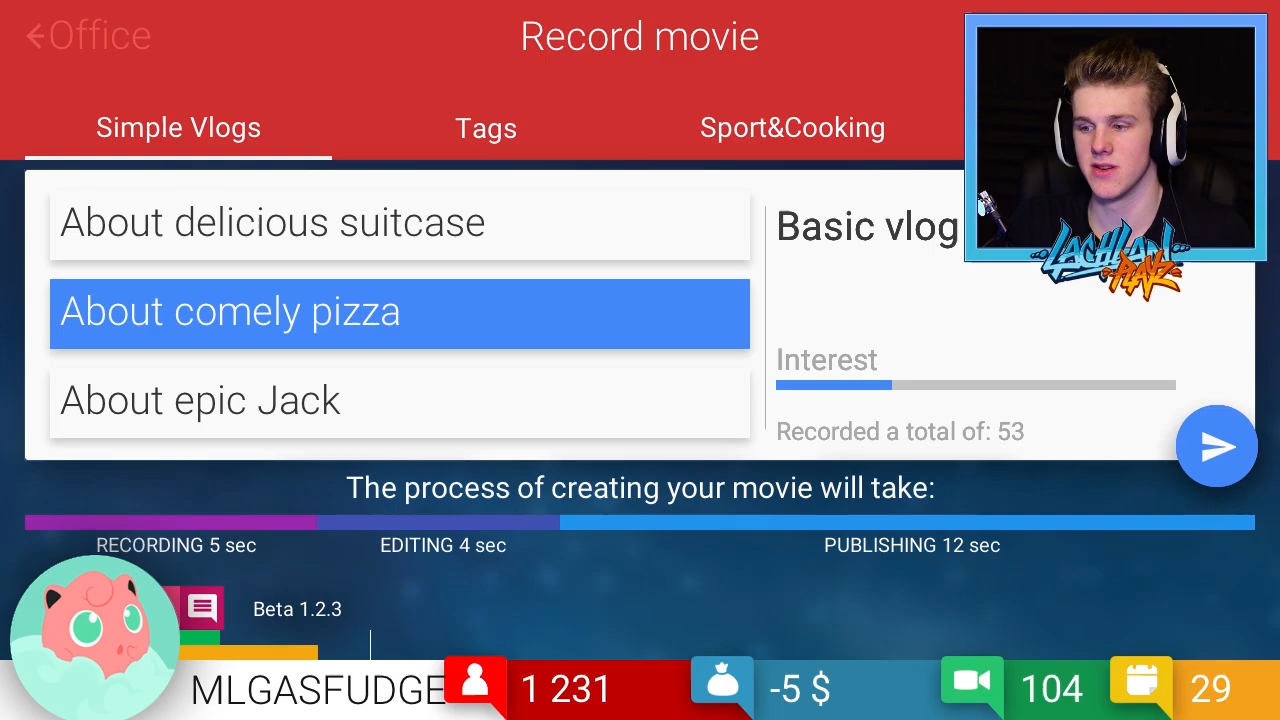 Office
Record movie
Simple Vlogs
Tags
Sport&Cooking
About delicious suitcase
About comely pizza
About epic Jack
Basic vlog
Interest
Recorded a total of: 53
LACHLAN
PLAYZ
The process of creating your movie will take:
RECORDING 5 sec
EDITING 4 sec
PUBLISHING 12 sec
Beta 1.2.3
MLGASFUDGE
1 231
-5 $
104
29